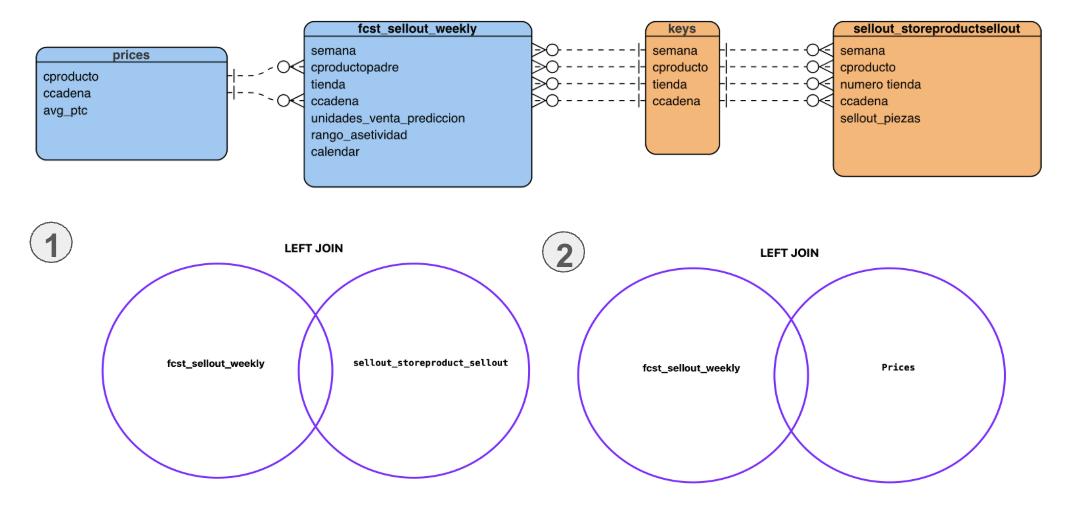 prices
cproducto
ccadena
avg_ptc
fcst_sellout_weekly
semana
cproductopadre
tienda
ccadena
unidades_venta_prediccion
rango_asetividad
calendar
keys
semana
cproducto
tienda
ccadena
sellout_storeproductsellout
semana
cproducto
numero tienda
ccadena
sellout_piezas
1
LEFT JOIN
fcst_sellout_weekly
sellout_storeproduct_sellout
2
LEFT JOIN
fcst_sellout_weekly
Prices